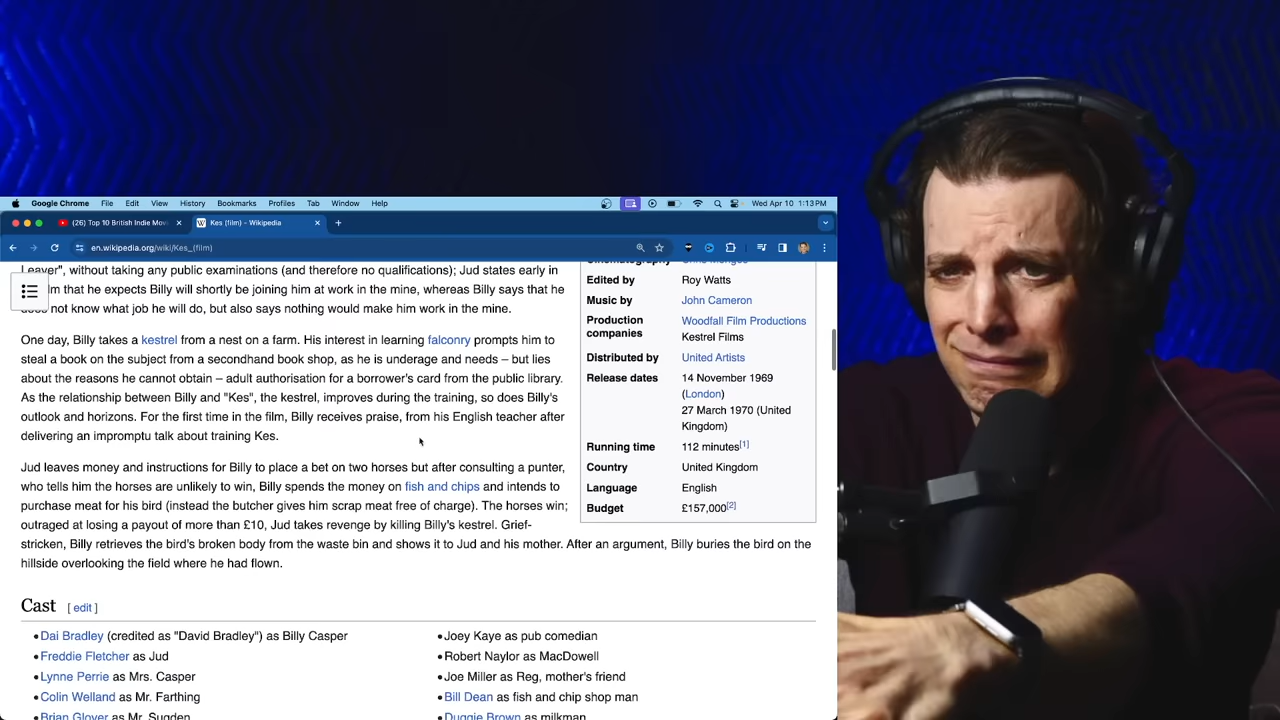 Google Chrome File Edit View History Bookmarks Profiles Tab Window Help Wed Apr 10 1:13 PM
(26) Top 10 British Indie Mov
Kes (film) - Wikipedia
en.wikipedia.org/wiki/Kes_(film)
Leaver", without taking any public examinations (and therefore no qualifications); Jud states early in
lm that he expects Billy will shortly be joining him at work in the mine, whereas Billy says that he
does not know what job he will do, but also says nothing would make him work in the mine.
One day, Billy takes a kestrel from a nest on a farm. His interest in learning falconry prompts him to
steal a book on the subject from a secondhand book shop, as he is underage and needs – but lies
about the reasons he cannot obtain – adult authorisation for a borrower's card from the public library.
As the relationship between Billy and "Kes", the kestrel, improves during the training, so does Billy's
outlook and horizons. For the first time in the film, Billy receives praise, from his English teacher after
delivering an impromptu talk about training Kes.
Jud leaves money and instructions for Billy to place a bet on two horses but after consulting a punter,
who tells him the horses are unlikely to win, Billy spends the money on fish and chips and intends to
purchase meat for his bird (instead the butcher gives him scrap meat free of charge). The horses win;
outraged at losing a payout of more than £10, Jud takes revenge by killing Billy's kestrel. Grief-
stricken, Billy retrieves the bird's broken body from the waste bin and shows it to Jud and his mother. After an argument, Billy buries the bird on the
hillside overlooking the field where he had flown.
Cinematography Chris Menges
Edited by Roy Watts
Music by John Cameron
Production Woodfall Film Productions
companies Kestrel Films
Distributed by United Artists
Release dates 14 November 1969
(London)
27 March 1970 (United
Kingdom)
Running time 112 minutes[1]
Country United Kingdom
Language English
Budget £157,000[2]
Cast [ edit ]
Dai Bradley (credited as "David Bradley") as Billy Casper
Freddie Fletcher as Jud
Lynne Perrie as Mrs. Casper
Colin Welland as Mr. Farthing
Brian Glover as Mr. Sugden
Joey Kaye as pub comedian
Robert Naylor as MacDowell
Joe Miller as Reg, mother's friend
Bill Dean as fish and chip shop man
Duggie Brown as milkman